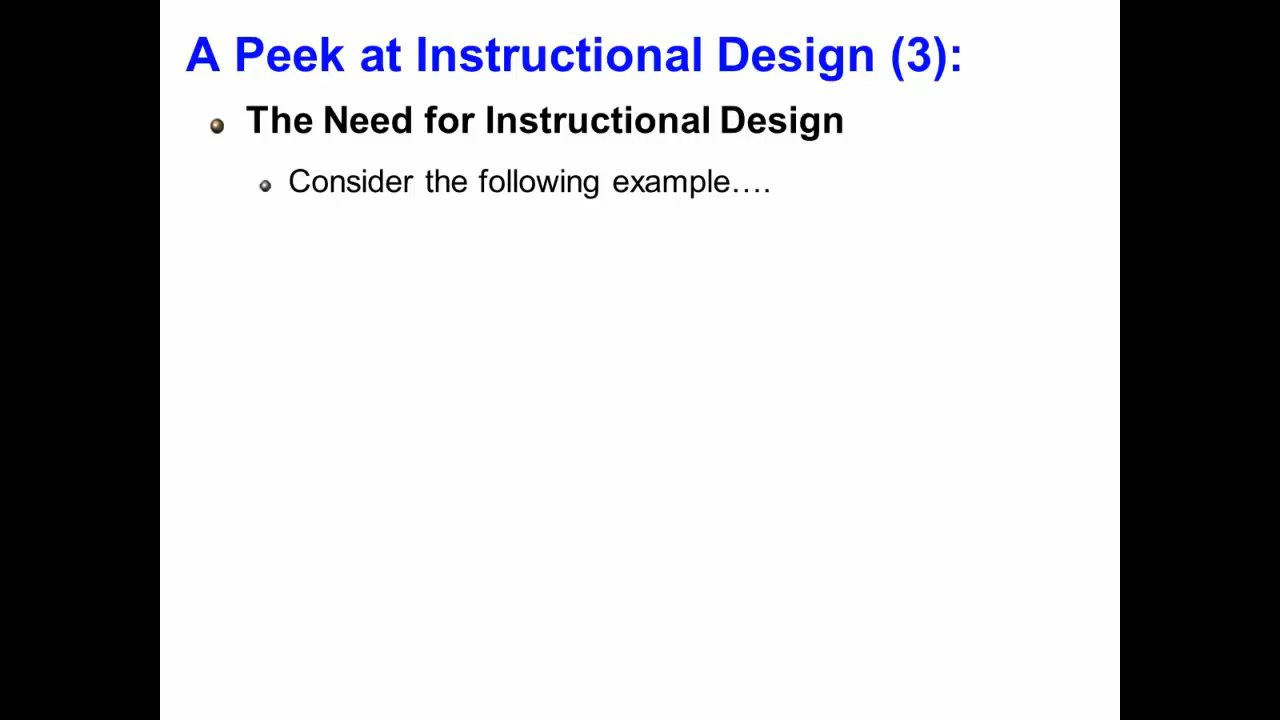 A Peek at Instructional Design (3):
The Need for Instructional Design
Consider the following example….